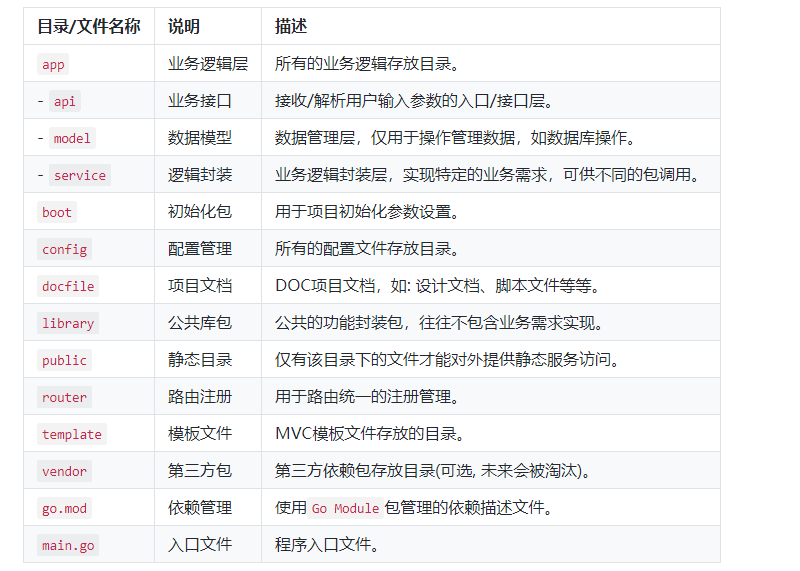 目录/文件名称 说明 描述
app 业务逻辑层 所有的业务逻辑存放目录。
- api 业务接口 接收/解析用户输入参数的入口/接口层。
- model 数据模型 数据管理层，仅用于操作管理数据，如数据库操作。
- service 逻辑封装 业务逻辑封装层，实现特定的业务需求，可供不同的包调用。
boot 初始化包 用于项目初始化参数设置。
config 配置管理 所有的配置文件存放目录。
docfile 项目文档 DOC项目文档，如: 设计文档、脚本文件等等。
library 公共库包 公共的功能封装包，往往不包含业务需求实现。
public 静态目录 仅有该目录下的文件才能对外提供静态服务访问。
router 路由注册 用于路由统一的注册管理。
template 模板文件 MVC模板文件存放的目录。
vendor 第三方包 第三方依赖包存放目录(可选, 未来会被淘汰)。
go.mod 依赖管理 使用 Go Module 包管理的依赖描述文件。
main.go 入口文件 程序入口文件。